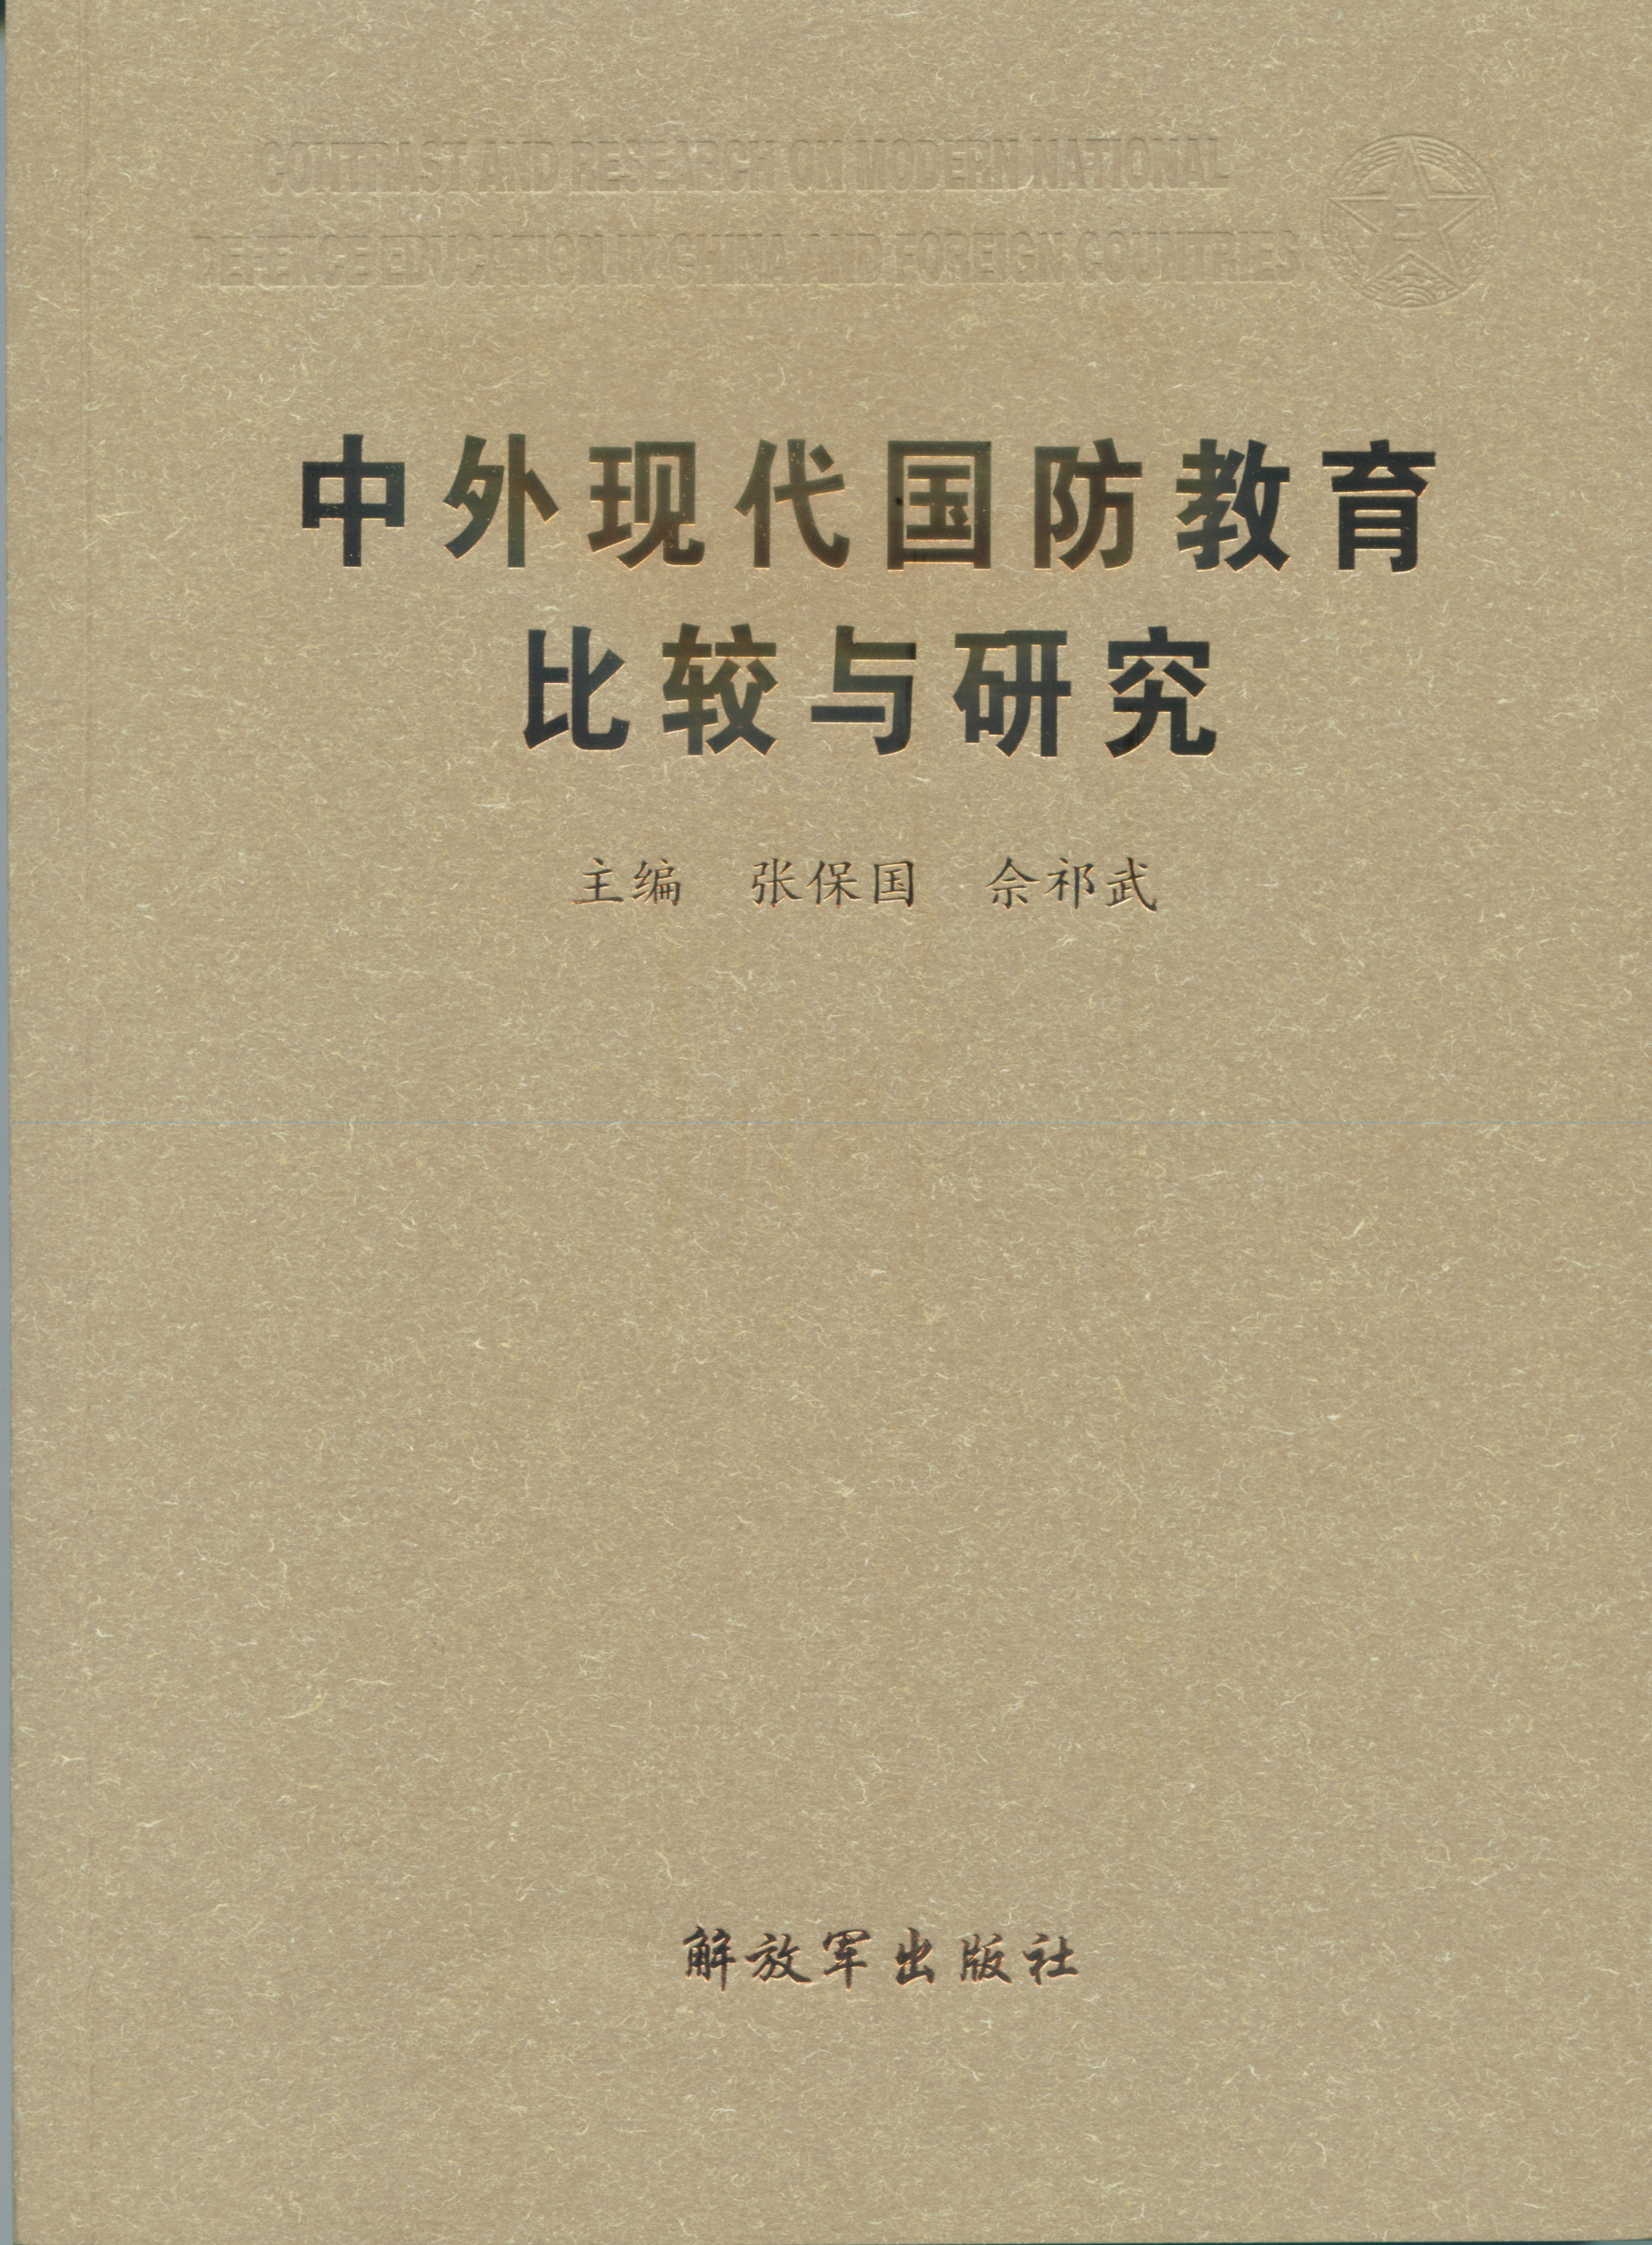 CONTRAST AND RESEARCH ON MODERN NATIONAL
DEFENCE EDUCATION IN CHINA AND FOREIGN COUNTRIES
中外现代国防教育
比较与研究
主编 张保国 佘祁武
解放军出版社